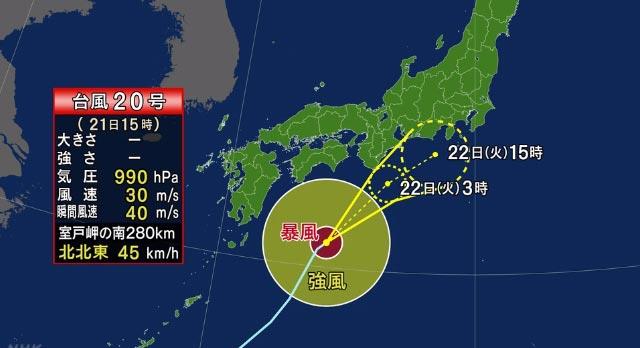 台風20号
(21日15時)
大きさ ー
強さ ー
気圧 990 hPa
風速 30 m/s
瞬間風速 40 m/s
室戸岬の南280km
北北東 45 km/h
22日(火)15時
22日(火)3時
暴風
強風
NHK